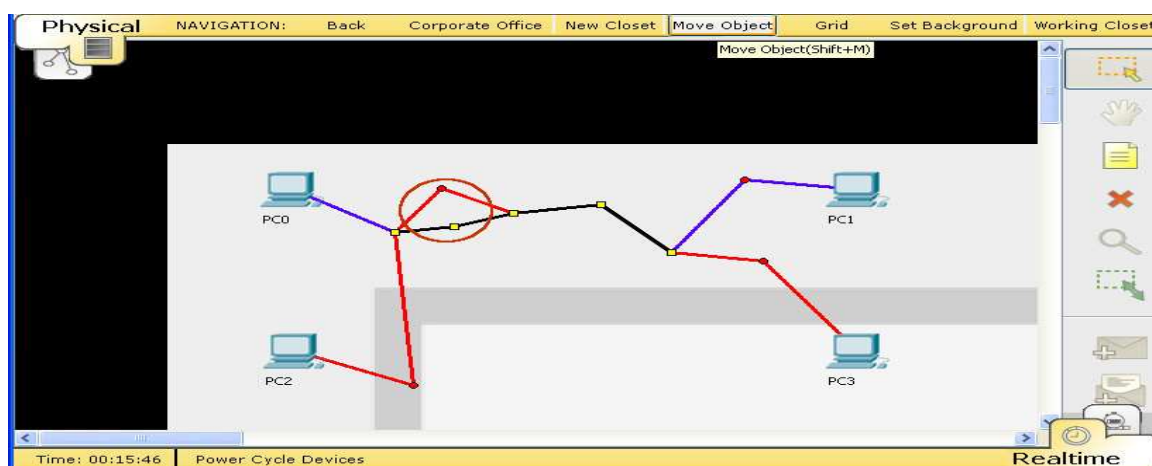 Physical NAVIGATION: Back Corporate Office New Closet Move Object Grid Set Background Working Closet
Move Object(Shift+M)
PC0 PC1
PC2 PC3
Time: 00:15:46 Power Cycle Devices Realtime